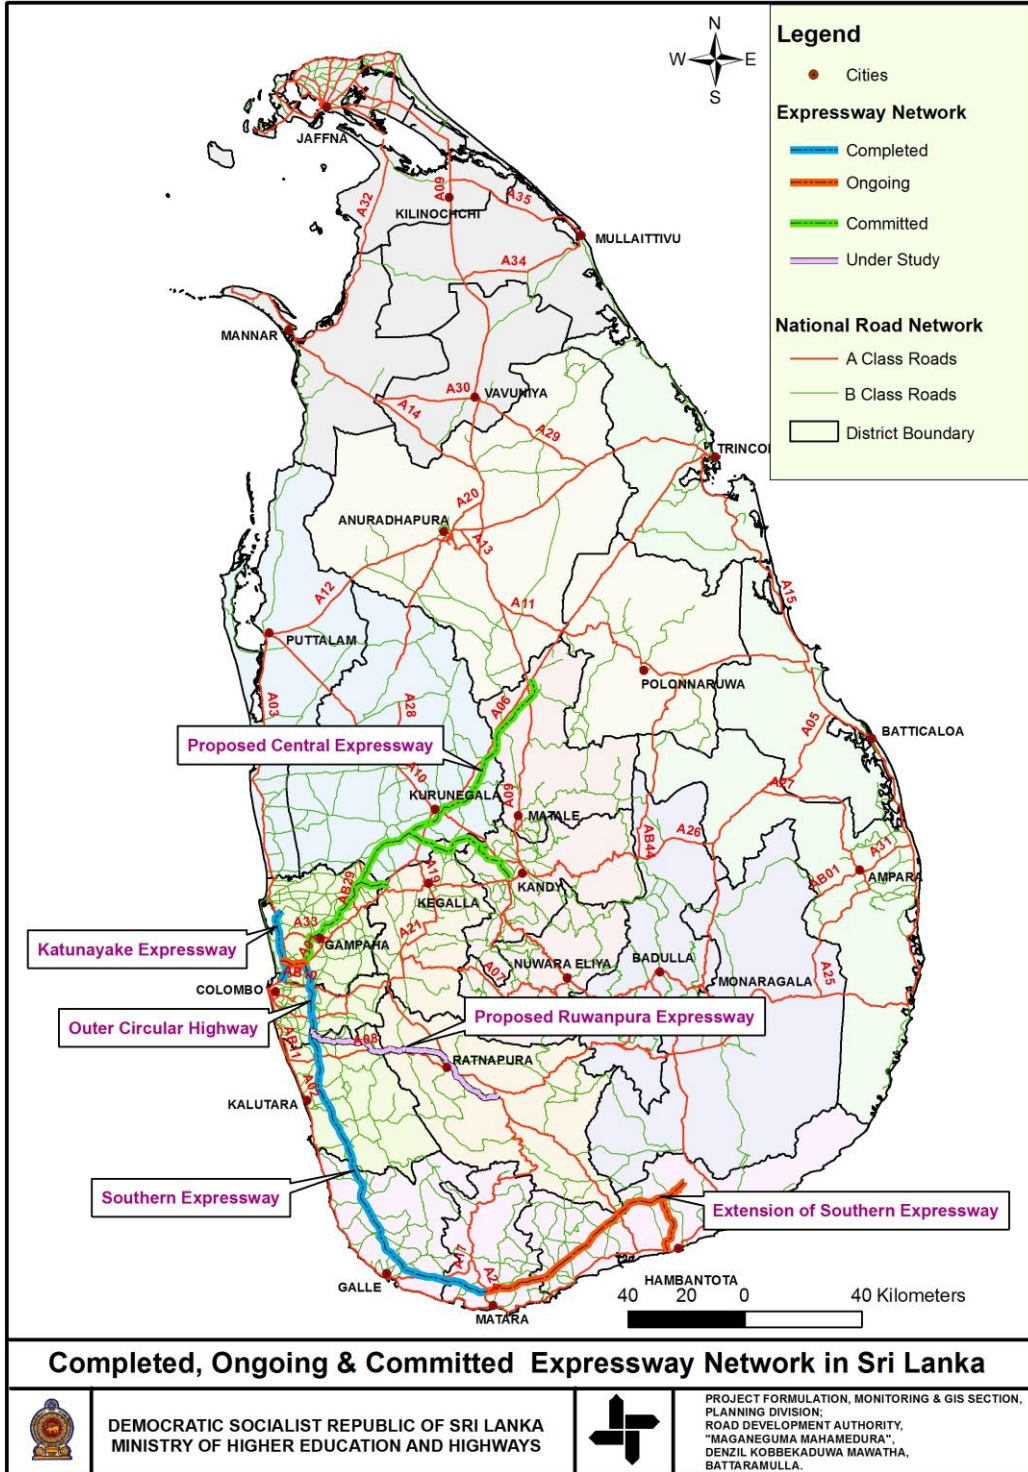 N
W
E
S
Legend
Cities
Expressway Network
Completed
Ongoing
Committed
Under Study
National Road Network
A Class Roads
B Class Roads
District Boundary
JAFFNA
A09
A32
KILINOCHCHI
A35
MULLAITTIVU
A34
MANNAR
A30
VAVUNIYA
A14
A29
TRINCO
A20
ANURADHAPURA
A13
A12
A11
A15
PUTTALAM
POLONNARUWA
A03
A28
A06
A05
BATTICALOA
Proposed Central Expressway
A10
A27
KURUNEGALA
A09
MATALE
AB44
A26
A31
AB29
A19
KANDY
AB01
AMPARA
KEGALLA
A33
A21
Katunayake Expressway
GAMPAHA
NUWARA ELIYA
BADULLA
A07
A25
MONARAGALA
COLOMBO
Outer Circular Highway
Proposed Ruwanpura Expressway
AB11
A08
RATNAPURA
A02
KALUTARA
Southern Expressway
Extension of Southern Expressway
A17
GALLE
HAMBANTOTA
MATARA
40 20 0 40 Kilometers
Completed, Ongoing & Committed Expressway Network in Sri Lanka
DEMOCRATIC SOCIALIST REPUBLIC OF SRI LANKA
MINISTRY OF HIGHER EDUCATION AND HIGHWAYS
PROJECT FORMULATION, MONITORING & GIS SECTION,
PLANNING DIVISION;
ROAD DEVELOPMENT AUTHORITY,
"MAGANEGUMA MAHAMEDURA",
DENZIL KOBBEKADUWA MAWATHA,
BATTARAMULLA.